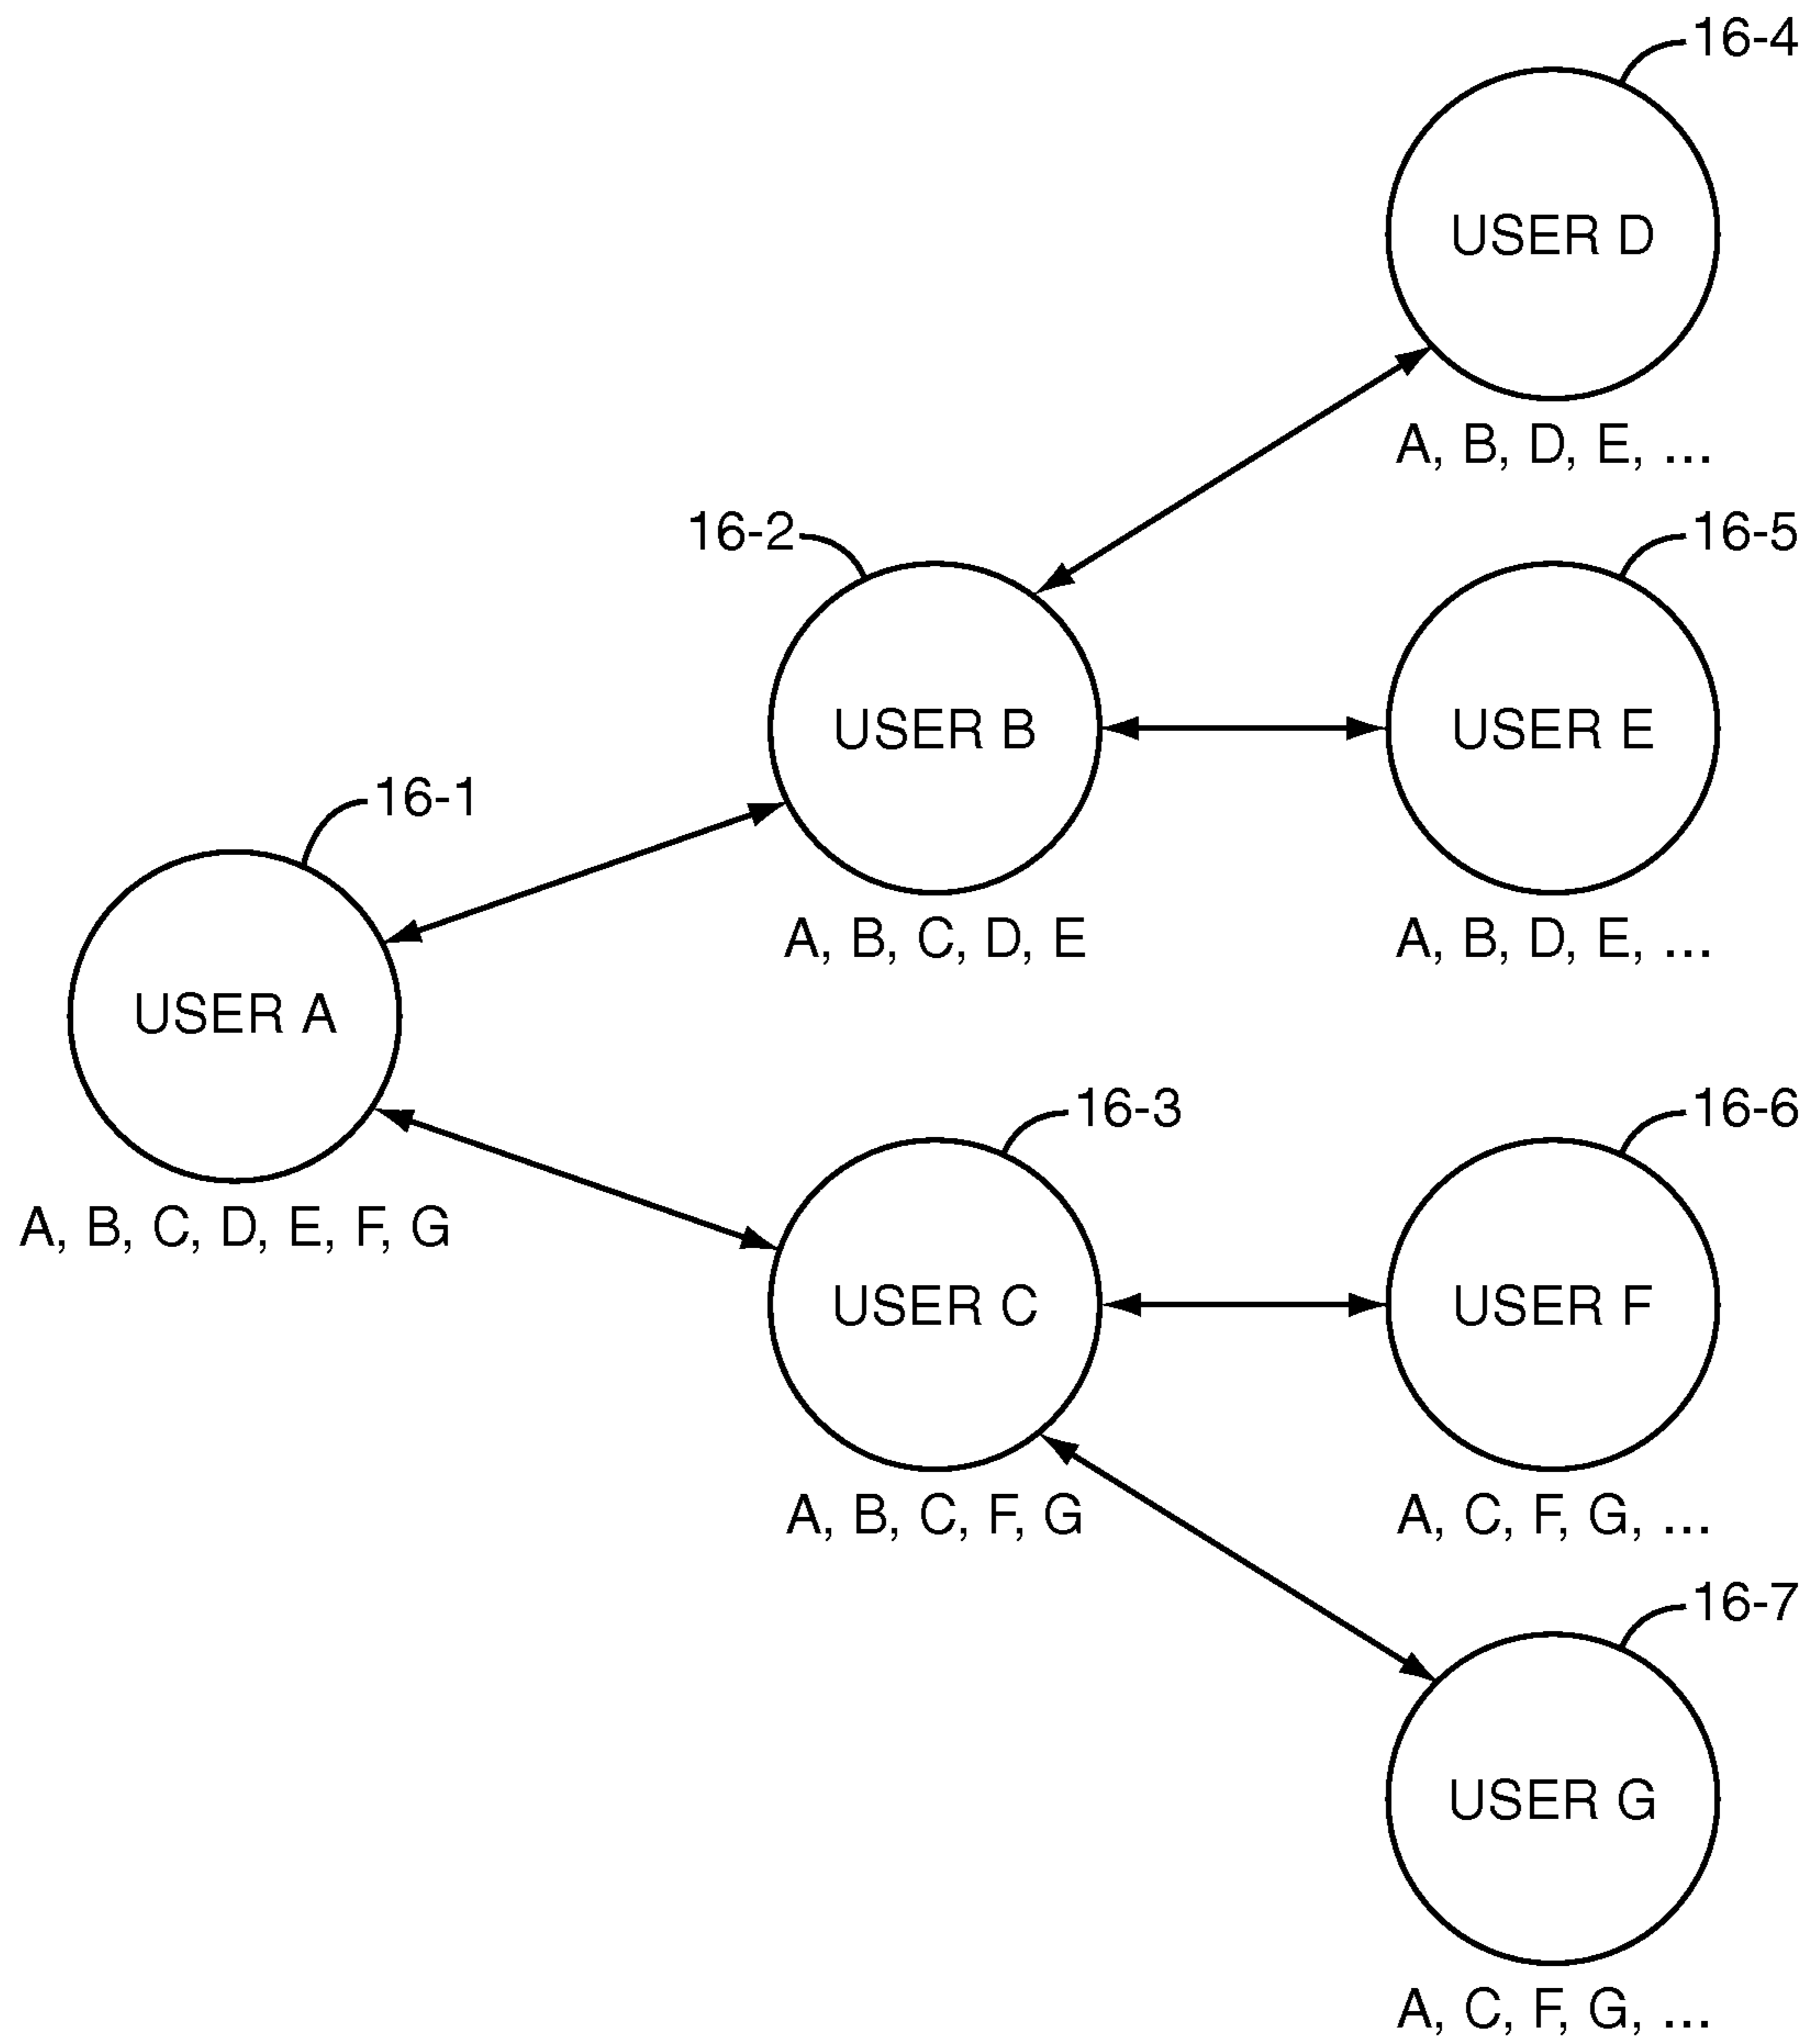 16-4
USER D
A, B, D, E, ...
16-2
16-5
USER B
USER E
A, B, C, D, E
A, B, D, E, ...
16-1
USER A
A, B, C, D, E, F, G
16-3
16-6
USER C
USER F
A, B, C, F, G
A, C, F, G, ...
16-7
USER G
A, C, F, G, ...